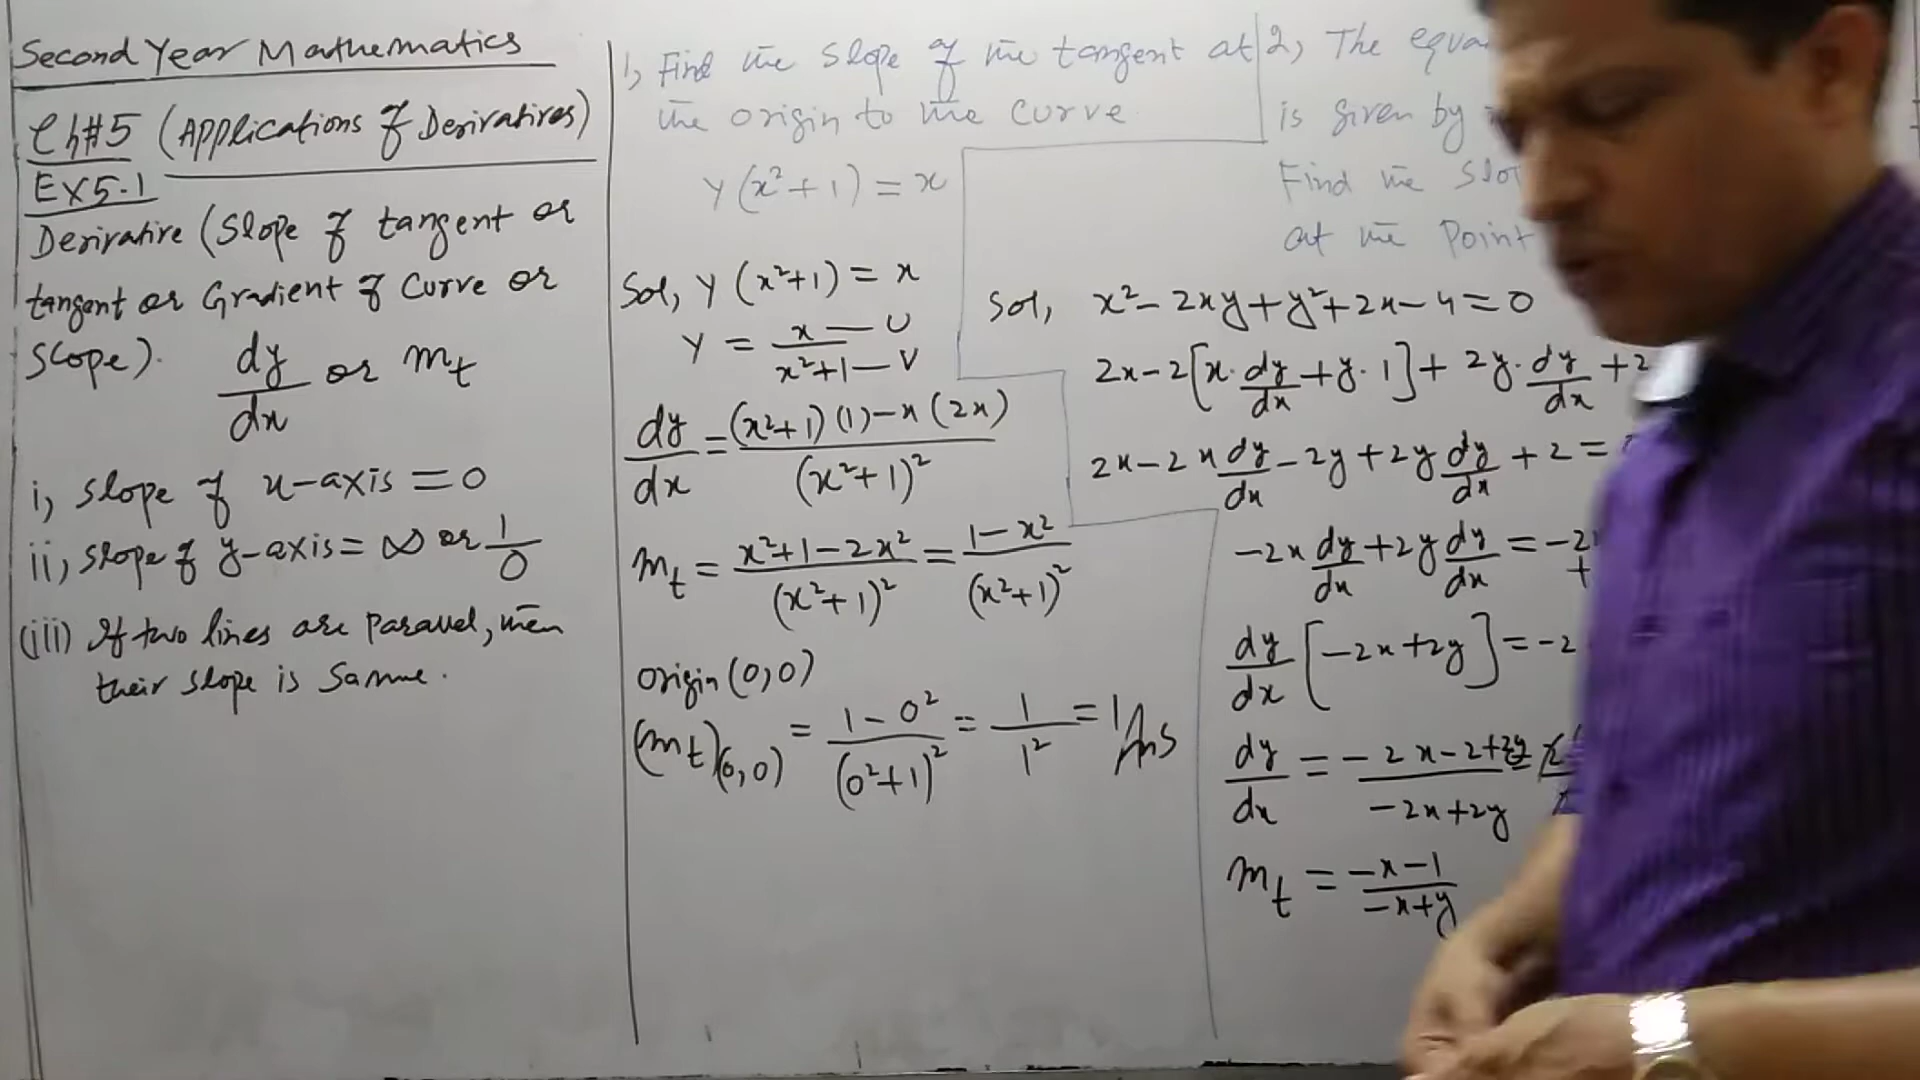 Second Year Mathematics
Ch#5 (Applications of Derivatives)
EX5.1
Derivative (Slope of tangent or
tangent or Gradient of Curve or
Slope).
dy/dx or mt
i, slope of x-axis = 0
ii, slope of y-axis = ∞ or 1/0
(iii) If two lines are Parallel, then
their slope is Same.
1, Find the Slope of the tangent at
the origin to the Curve
y(x²+1) = x
Sol, y(x²+1) = x
y = x — U / x²+1 — V
dy/dx = (x²+1)(1)-x(2x) / (x²+1)²
mt = x²+1-2x² / (x²+1)² = 1-x² / (x²+1)²
origin (0,0)
(mt)(0,0) = 1-0² / (0²+1)² = 1/1² = 1 Ans
2, The
is given by
Find the
at the Point
Sol, x²-2xy+y²+2x-4=0
2x-2[x.dy/dx+y.1]+2y.dy/dx+2
2x-2x dy/dx-2y+2y dy/dx+2=
-2x dy/dx+2y dy/dx=-2
dy/dx[-2x+2y]=-2
dy/dx = -2x-2+2y / -2x+2y
mt = -x-1 / -x+y